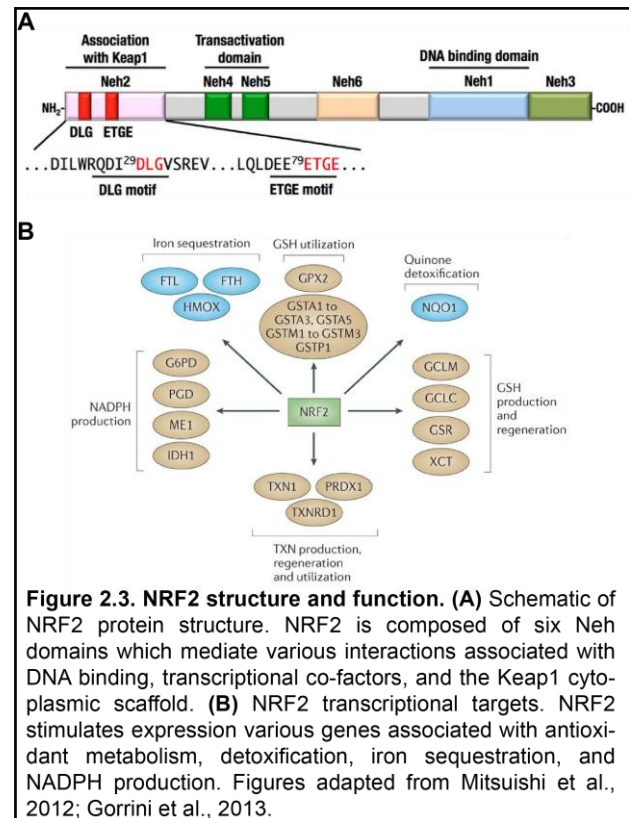 A
Association
with Keap1
Transactivation
domain
DNA binding domain
Neh2
Neh4
Neh5
Neh6
Neh1
Neh3
NH2-
-COOH
DLG
ETGE
...DILWRQDI29DLGVSREV...LQLDEE79ETGE...
DLG motif
ETGE motif
B
Iron sequestration
GSH utilization
Quinone
detoxification
FTL
FTH
HMOX
GPX2
GSTA1 to
GSTA3, GSTA5
GSTM1 to GSTM3
GSTP1
NQO1
NADPH
production
G6PD
PGD
ME1
IDH1
NRF2
GCLM
GCLC
GSR
XCT
GSH
production
and
regeneration
TXN1
PRDX1
TXNRD1
TXN production,
regeneration
and utilization
Figure 2.3. NRF2 structure and function. (A) Schematic of
NRF2 protein structure. NRF2 is composed of six Neh
domains which mediate various interactions associated with
DNA binding, transcriptional co-factors, and the Keap1 cyto-
plasmic scaffold. (B) NRF2 transcriptional targets. NRF2
stimulates expression various genes associated with antioxi-
dant metabolism, detoxification, iron sequestration, and
NADPH production. Figures adapted from Mitsuishi et al.,
2012; Gorrini et al., 2013.